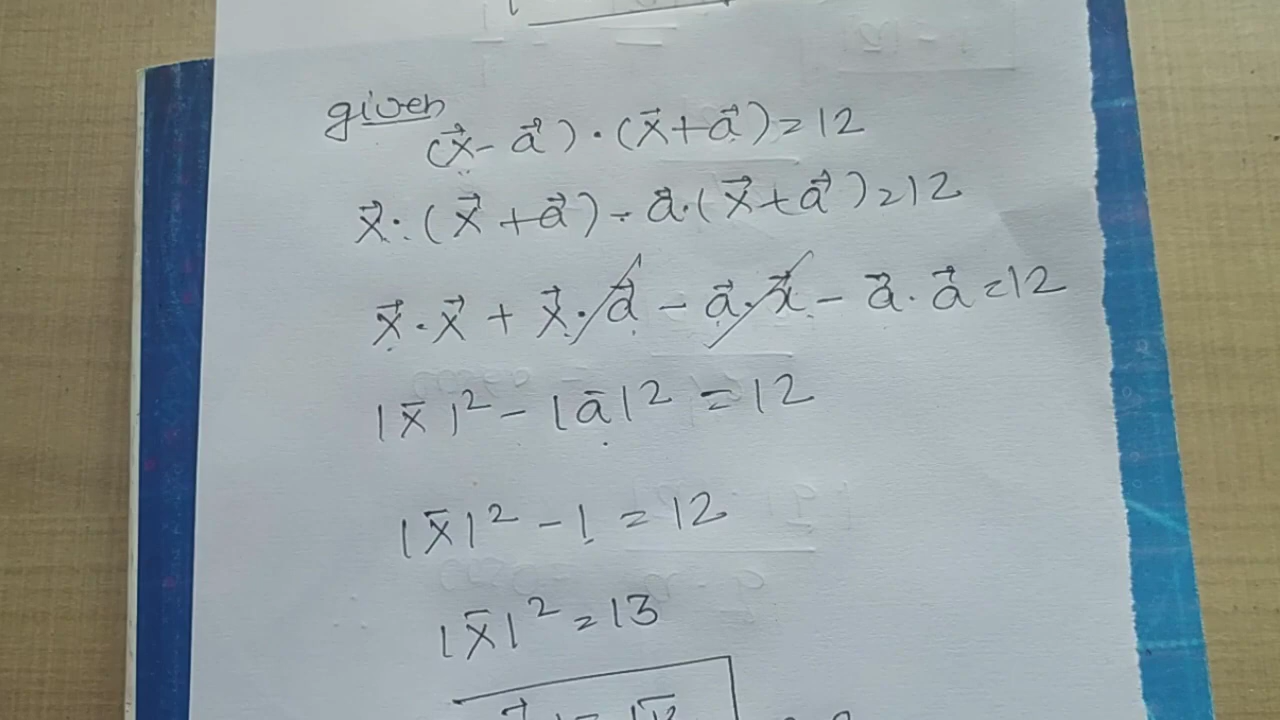 given
(x⃗ - a⃗) · (x⃗ + a⃗) = 12
x⃗ · (x⃗ + a⃗) - a⃗ · (x⃗ + a⃗) = 12
x⃗ · x⃗ + x⃗ · a⃗ - a⃗ · x⃗ - a⃗ · a⃗ = 12
|x̄|² - |ā|² = 12
|x̄|² - 1 = 12
|x̄|² = 13